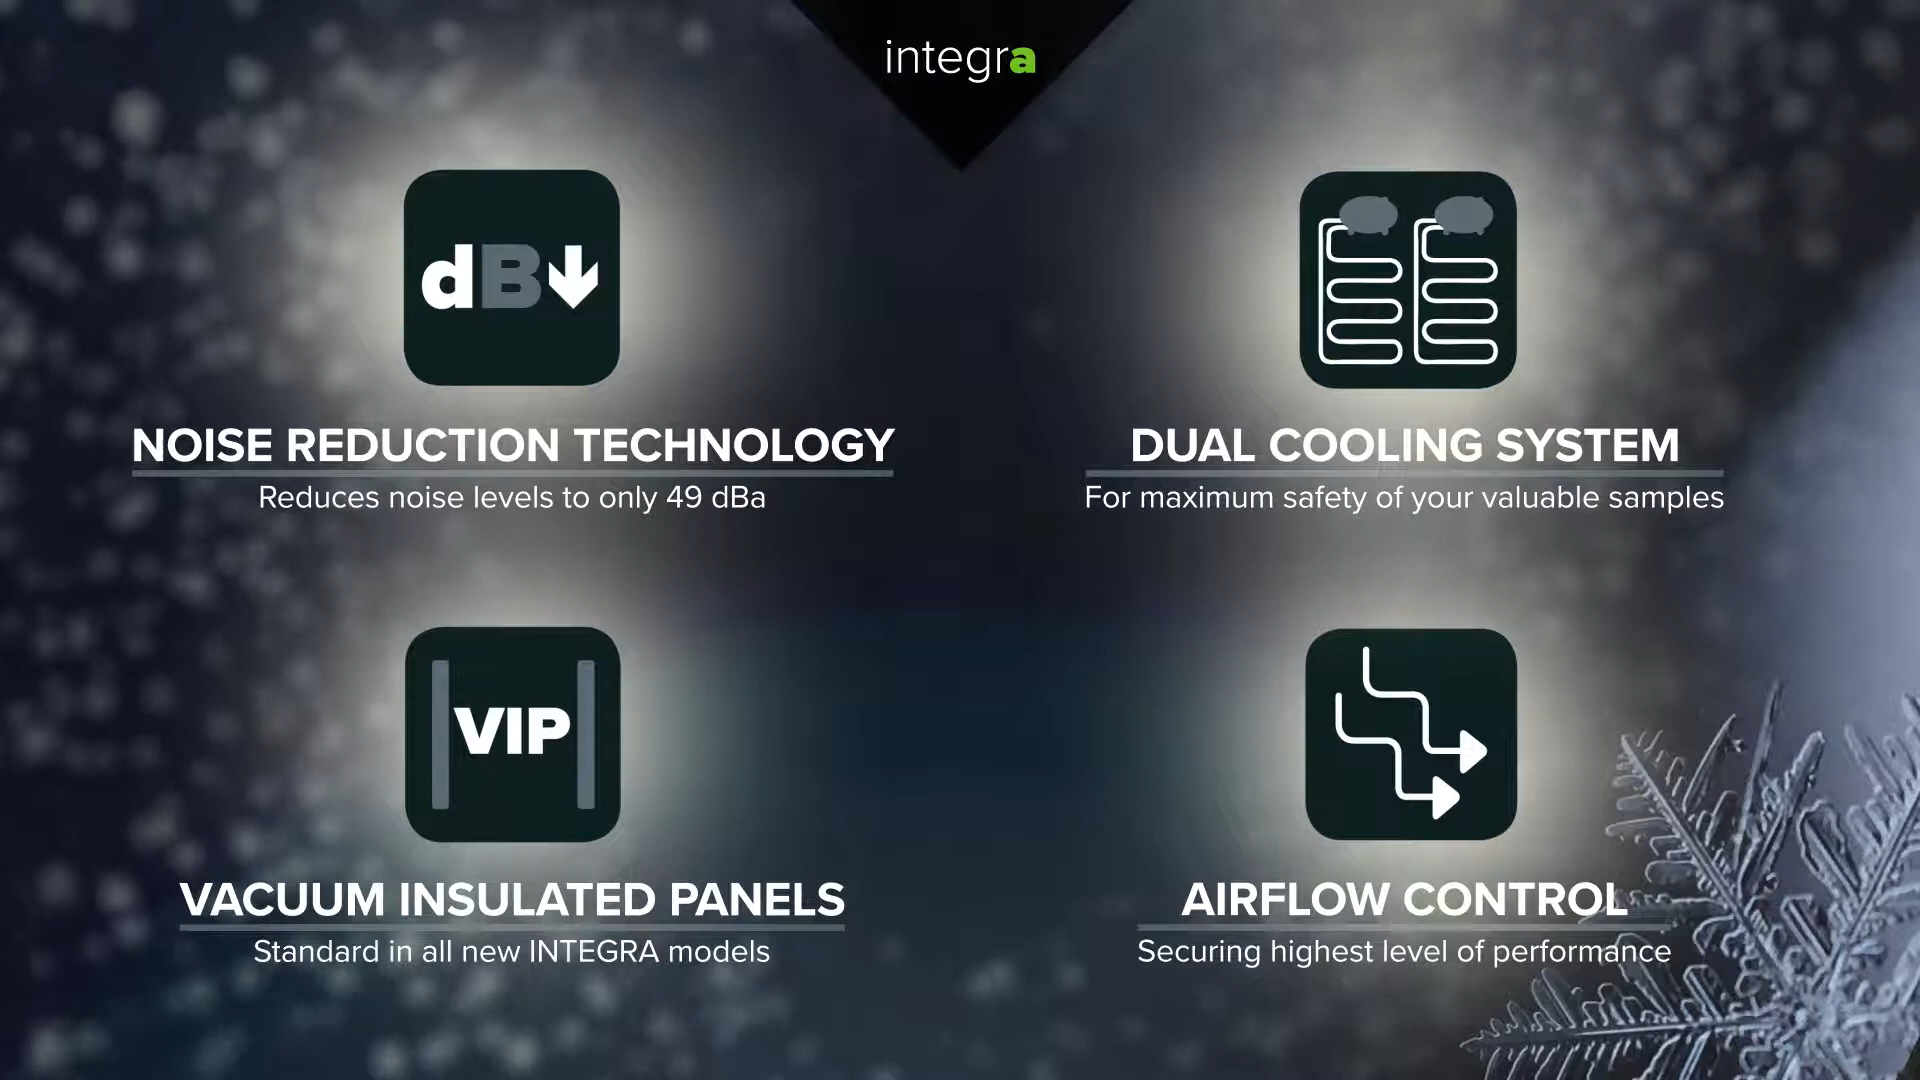 integra
dB
NOISE REDUCTION TECHNOLOGY
Reduces noise levels to only 49 dBa
DUAL COOLING SYSTEM
For maximum safety of your valuable samples
VIP
VACUUM INSULATED PANELS
Standard in all new INTEGRA models
AIRFLOW CONTROL
Securing highest level of performance